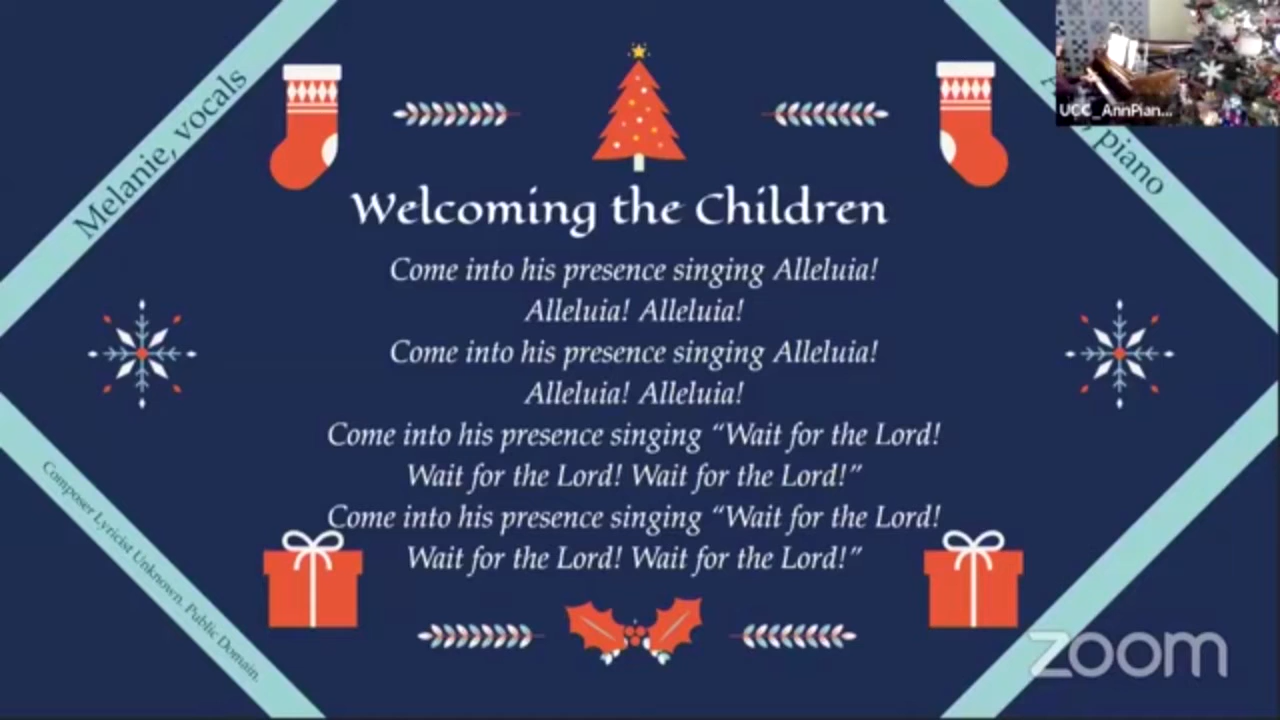 Melanie, vocals
UCC_AnnPian...
piano
Welcoming the Children
Come into his presence singing Alleluia!
Alleluia! Alleluia!
Come into his presence singing Alleluia!
Alleluia! Alleluia!
Come into his presence singing “Wait for the Lord!
Wait for the Lord! Wait for the Lord!”
Come into his presence singing “Wait for the Lord!
Wait for the Lord! Wait for the Lord!”
Composer Lyricist Unknown. Public Domain.
zoom